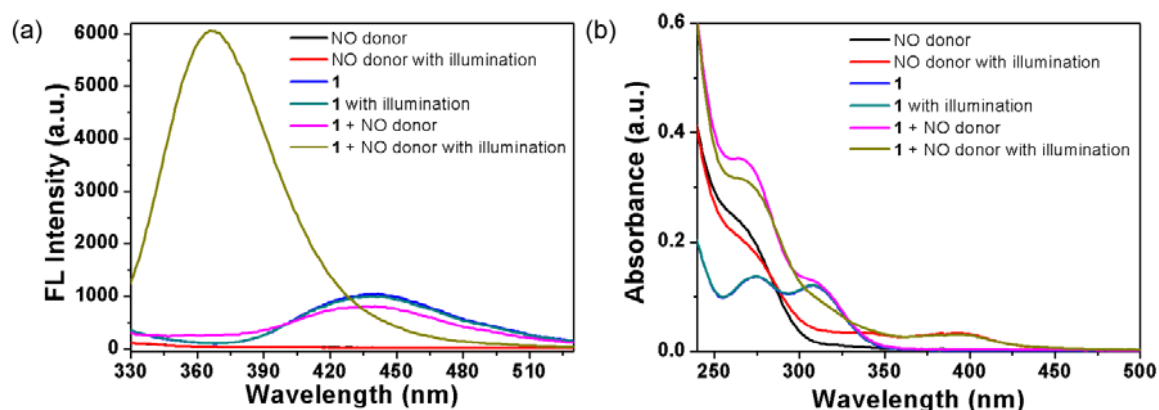 (a)
6000
5000
4000
3000
2000
1000
0
FL Intensity (a.u.)
NO donor
NO donor with illumination
1
1 with illumination
1 + NO donor
1 + NO donor with illumination
330 360 390 420 450 480 510
Wavelength (nm)
(b)
0.6
0.4
0.2
0.0
Absorbance (a.u.)
NO donor
NO donor with illumination
1
1 with illumination
1 + NO donor
1 + NO donor with illumination
250 300 350 400 450 500
Wavelength (nm)